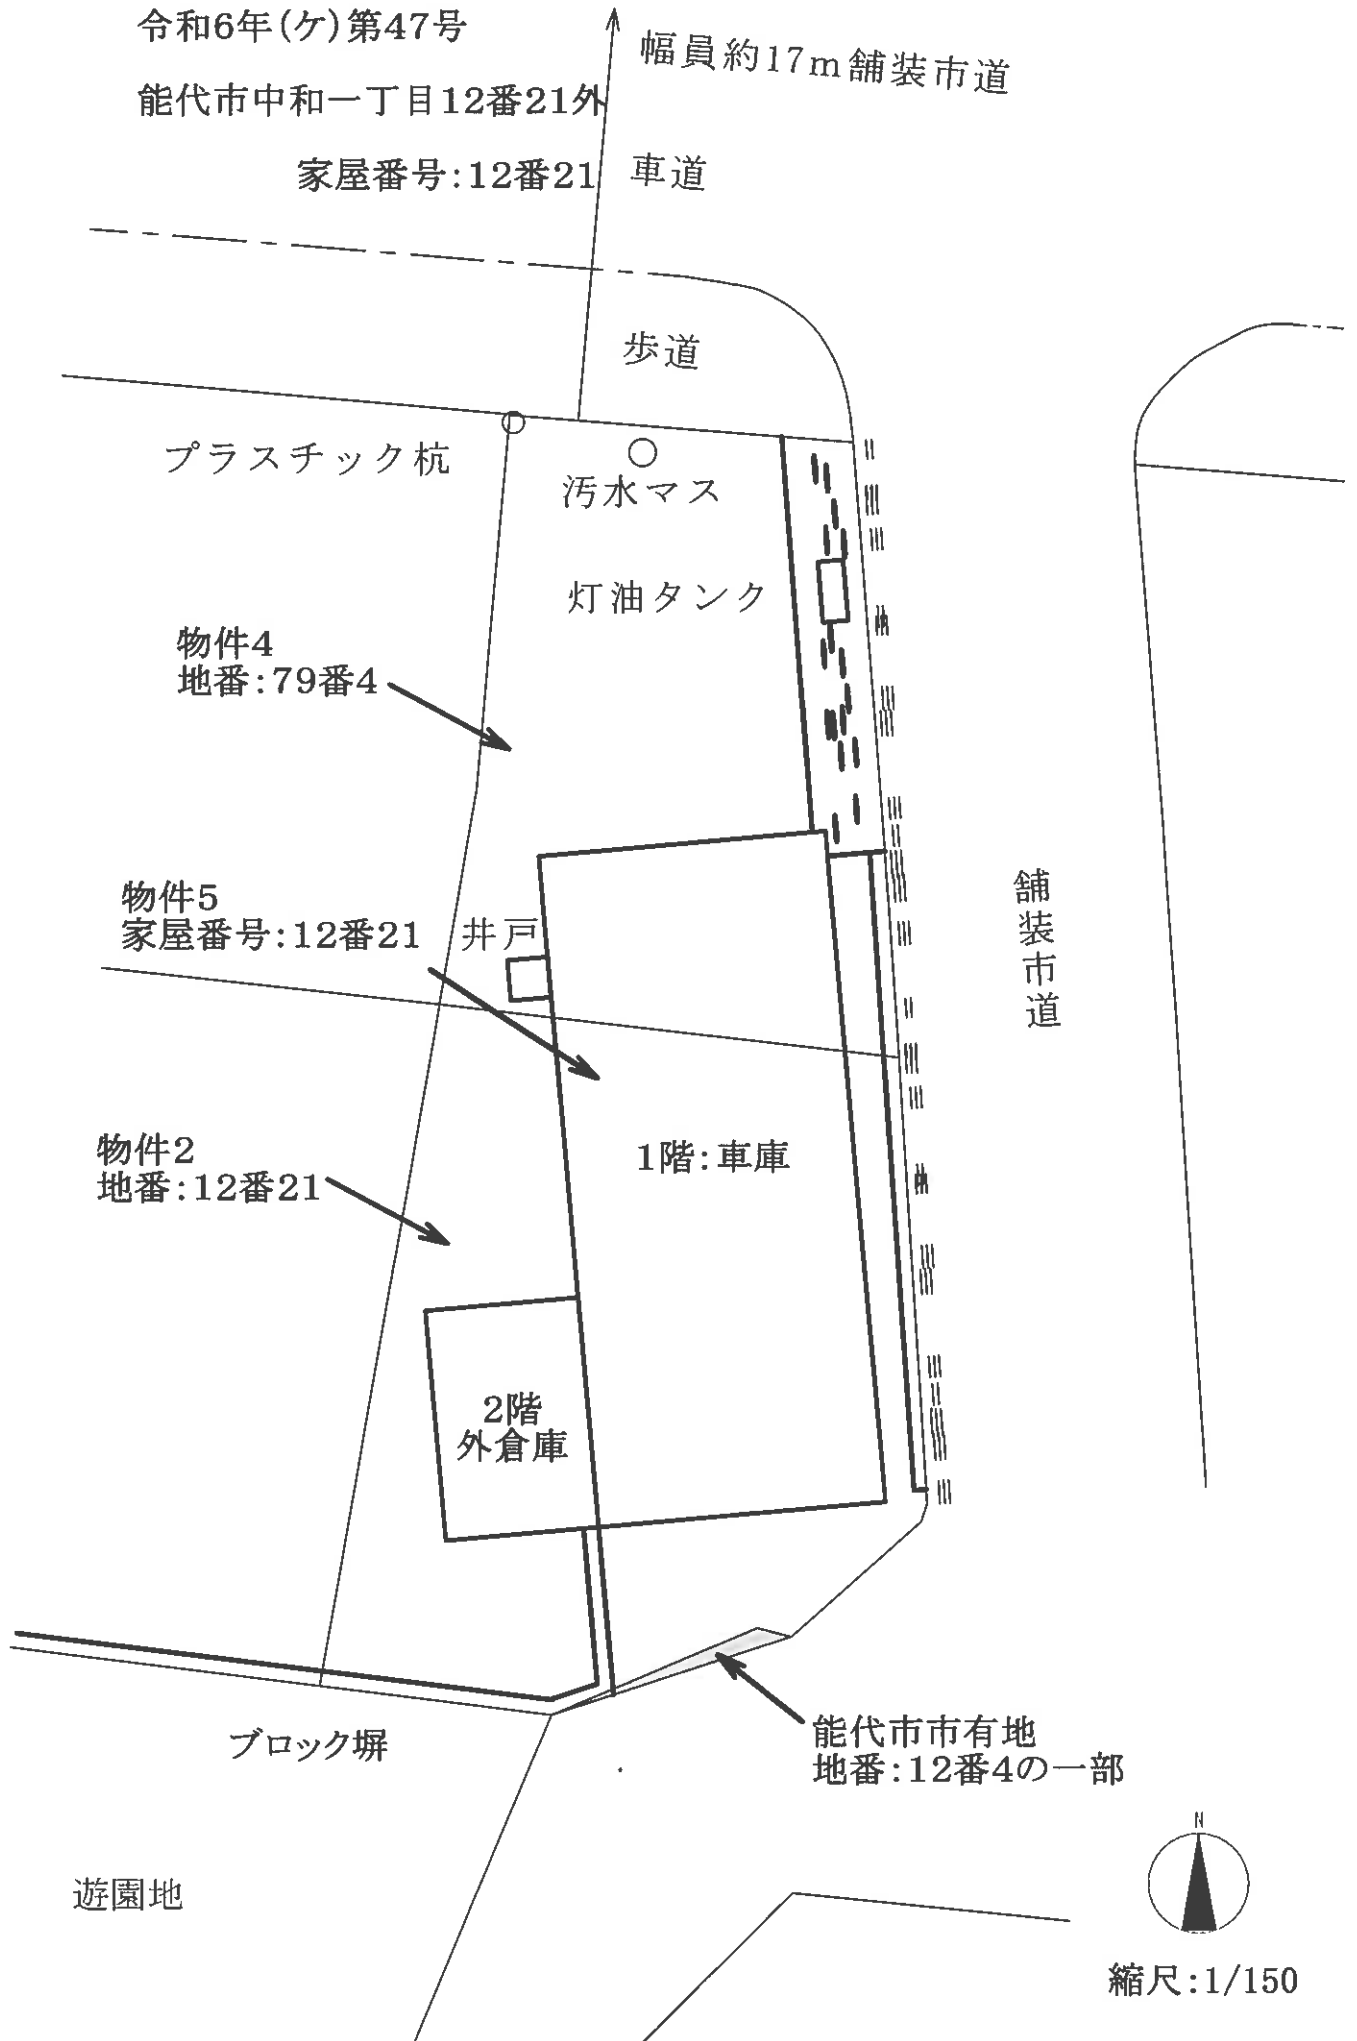 令和6年(ケ)第47号
幅員約17m舗装市道
能代市中和一丁目12番21外
家屋番号:12番21
車道
歩道
プラスチック杭
汚水マス
灯油タンク
物件4
地番:79番4
物件5
家屋番号:12番21
井戸
舗装市道
物件2
地番:12番21
1階:車庫
2階
外倉庫
ブロック塀
能代市市有地
地番:12番4の一部
遊園地
N
縮尺:1/150